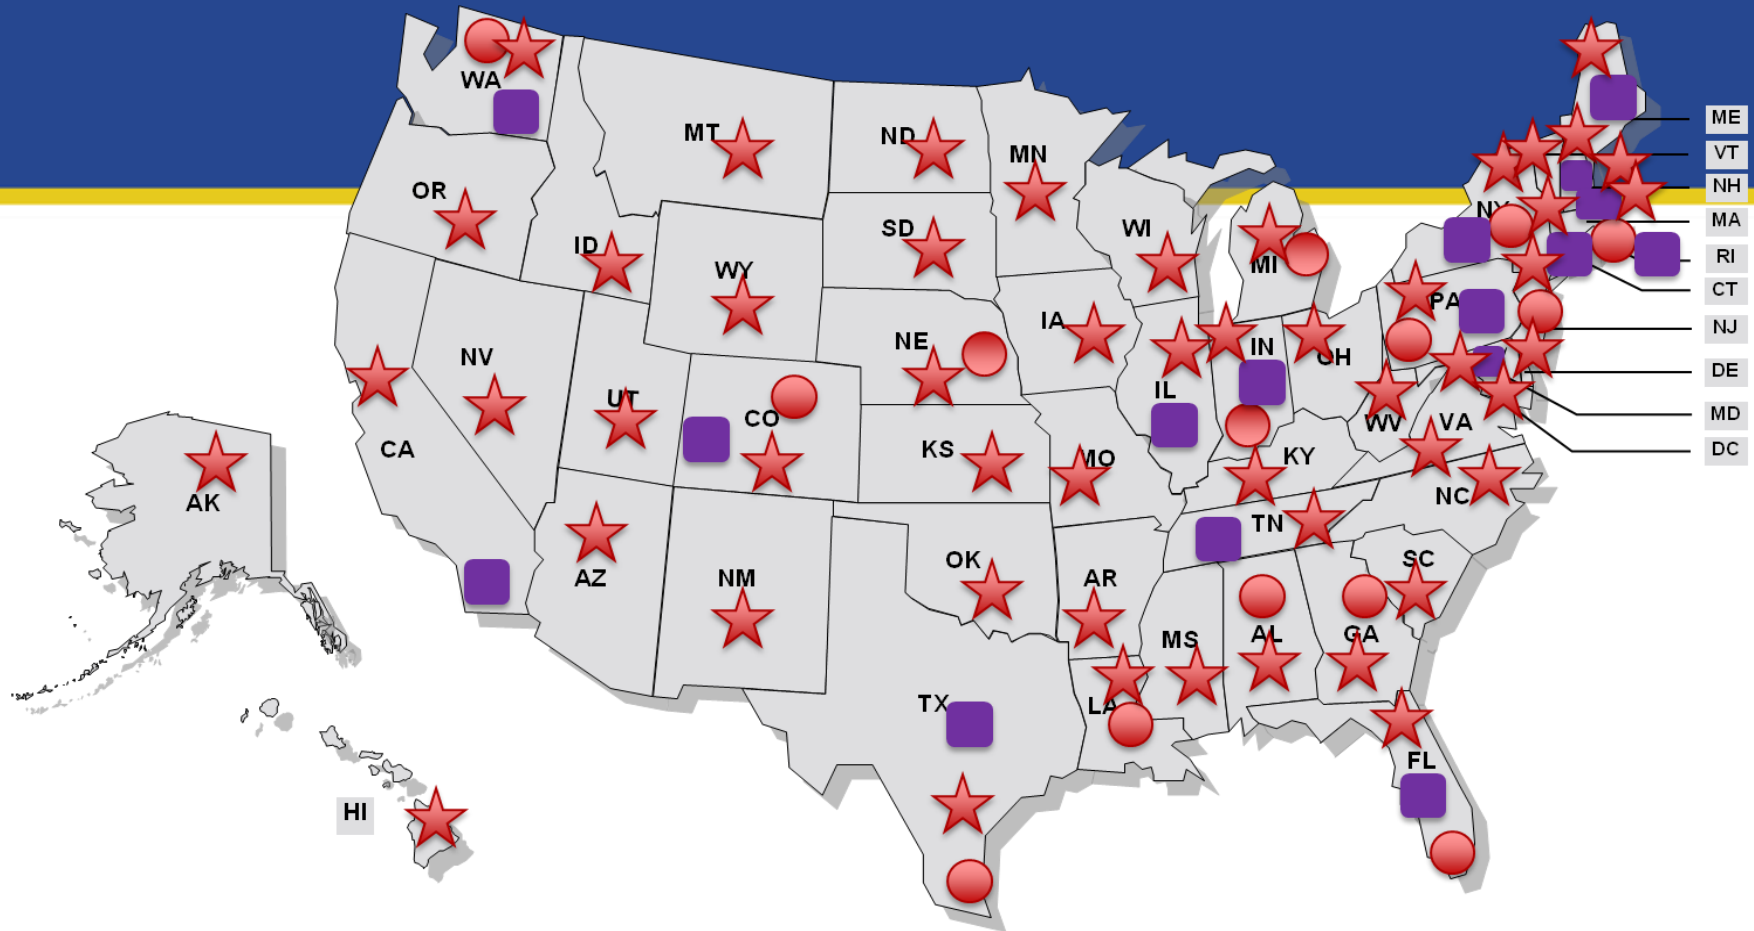 WA
ME
MT
ND
MN
VT
OR
NH
NY
MA
SD
WI
ID
MI
RI
WY
CT
PA
IA
NJ
NE
IN
OH
NV
DE
IL
UT
MD
CO
WV
VA
CA
KS
MO
KY
DC
AK
NC
TN
OK
SC
AZ
NM
AR
MS
AL
GA
TX
LA
FL
HI